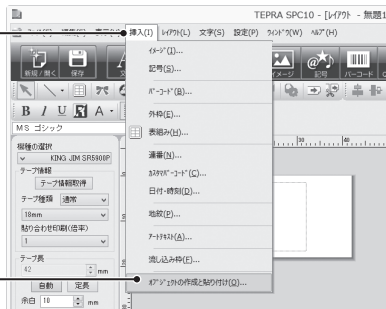 TEPRA SPC10 - [ﾚｲｱｳﾄ - 無題1
挿入(I) ﾚｲｱｳﾄ(L) 文字(S) 設定(P) ｳｨﾝﾄﾞｳ(W) ﾍﾙﾌﾟ(H)
新規/開く 保存 イメージ 記号 バーコード
B I U A
MS ゴシック
機種の選択
KING JIM SR5900P
テープ情報
テープ情報取得
テープ種類 通常
18mm
貼り合わせ印刷(倍率)
1
テープ長
42 mm
自動 定長
余白 10 mm
ｲﾒｰｼﾞ(I)...
記号(S)...
ﾊﾞｰｺｰﾄﾞ(B)...
外枠(E)...
表組み(H)...
連番(N)...
ｶｽﾀﾏﾊﾞｰｺｰﾄﾞ(C)...
日付・時刻(D)...
地紋(P)...
ｱｰﾄﾃｷｽﾄ(A)...
流し込み枠(F)...
ｵﾌﾞｼﾞｪｸﾄの作成と貼り付け(O)...
30 40